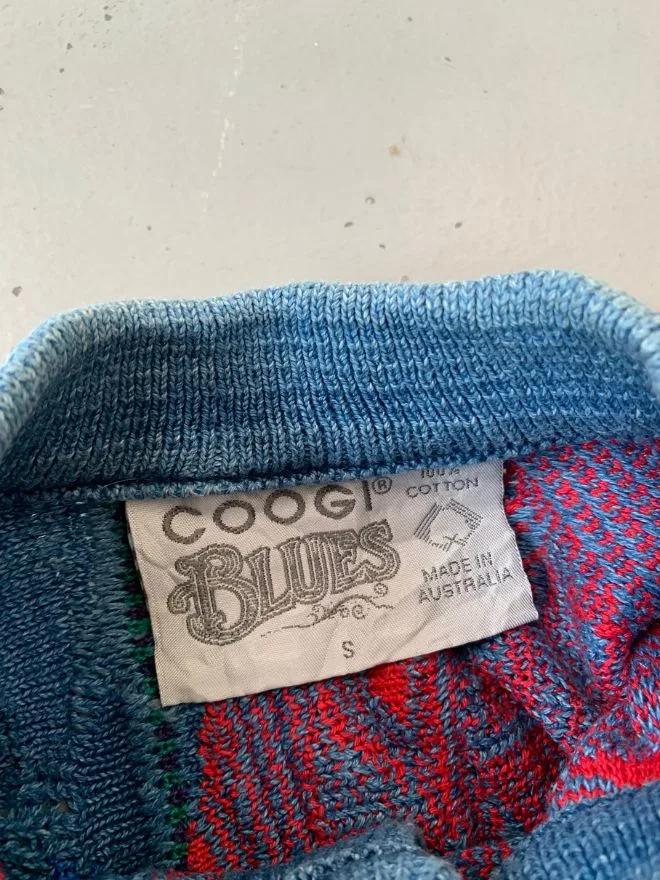 COOGI®
BLUES
S
100%
COTTON
MADE IN
AUSTRALIA